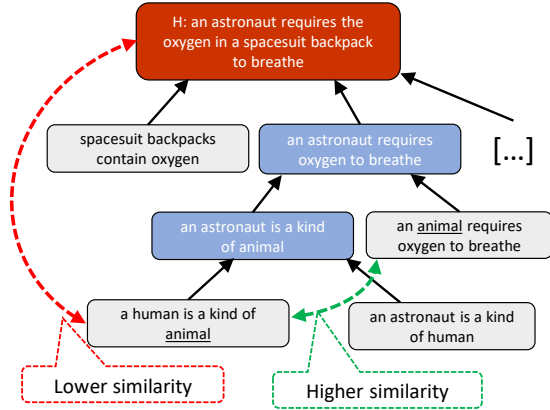 H: an astronaut requires the
oxygen in a spacesuit backpack
to breathe
spacesuit backpacks
contain oxygen
an astronaut requires
oxygen to breathe
[...]
an astronaut is a kind
of animal
an animal requires
oxygen to breathe
a human is a kind of
animal
an astronaut is a kind
of human
Lower similarity
Higher similarity